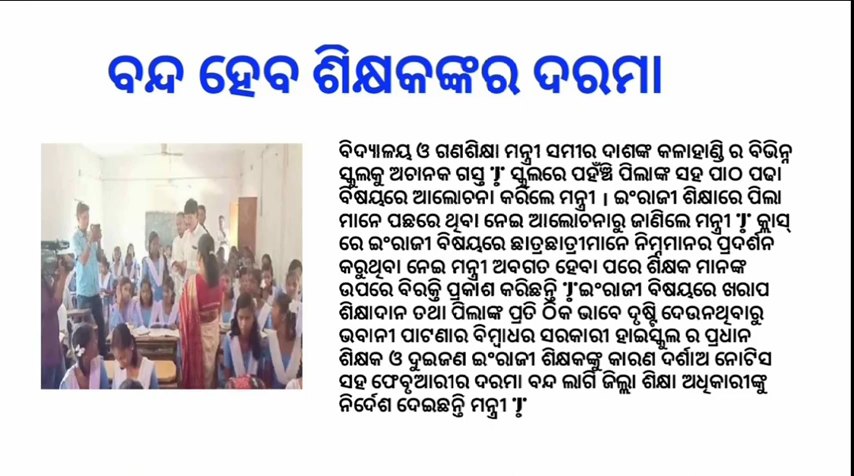 ବନ୍ଦ ହେବ ଶିକ୍ଷକଙ୍କର ଦରମା
ବିଦ୍ୟାଳୟ ଓ ଗଣଶିକ୍ଷା ମନ୍ତ୍ରୀ ସମୀର ଦାଶଙ୍କ କଳାହାଣ୍ଡି ର ବିଭିନ୍ନ
ସ୍କୁଲକୁ ଅଚାନକ ଗସ୍ତ ସ୍କୁଲରେ ପହଁଞ୍ଚି ପିଲାଙ୍କ ସହ ପାଠ ପଢା
ବିଷୟରେ ଆଲୋଚନା କରିଲେ ମନ୍ତ୍ରୀ । ଇଂରାଜୀ ଶିକ୍ଷାରେ ପିଲା
ମାନେ ପଛରେ ଥିବା ନେଇ ଆଲୋଚନାରୁ ଜାଣିଲେ ମନ୍ତ୍ରୀ କ୍ଲାସ୍
ରେ ଇଂରାଜୀ ବିଷୟରେ ଛାତ୍ରଛାତ୍ରୀମାନେ ନିମ୍ନମାନର ପ୍ରଦର୍ଶନ
କରୁଥିବା ନେଇ ମନ୍ତ୍ରୀ ଅବଗତ ହେବା ପରେ ଶିକ୍ଷକ ମାନଙ୍କ
ଉପରେ ବିରକ୍ତି ପ୍ରକାଶ କରିଛନ୍ତି ଇଂରାଜୀ ବିଷୟରେ ଖରାପ
ଶିକ୍ଷାଦାନ ତଥା ପିଲାଙ୍କ ପ୍ରତି ଠିକ ଭାବେ ଦୃଷ୍ଟି ଦେଉନଥିବାରୁ
ଭବାନୀ ପାଟଣାର ବିମ୍ବାଧର ସରକାରୀ ହାଇସ୍କୁଲ ର ପ୍ରଧାନ
ଶିକ୍ଷକ ଓ ଦୁଇଜଣ ଇଂରାଜୀ ଶିକ୍ଷକଙ୍କୁ କାରଣ ଦର୍ଶାଅ ନୋଟିସ
ସହ ଫେବୃଆରୀର ଦରମା ବନ୍ଦ ଲାଗି ଜିଲ୍ଲା ଶିକ୍ଷା ଅଧିକାରୀଙ୍କୁ
ନିର୍ଦେଶ ଦେଇଛନ୍ତି ମନ୍ତ୍ରୀ